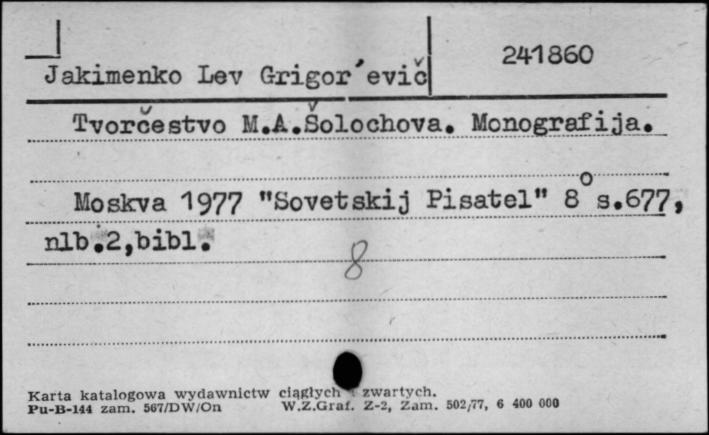 241860
Jakimenko Lev Grigor´evič
Tvorčestvo M.A.Šolochova. Monografija.
Moskva 1977 "Sovetskij Pisatel" 8° s.677,
nlb.2,bibl.
8
Karta katalogowa wydawnictw ciągłych i zwartych.
Pu-B-144 zam. 567/DW/On W.Z.Graf. Z-2, Zam. 502/77, 6 400 000